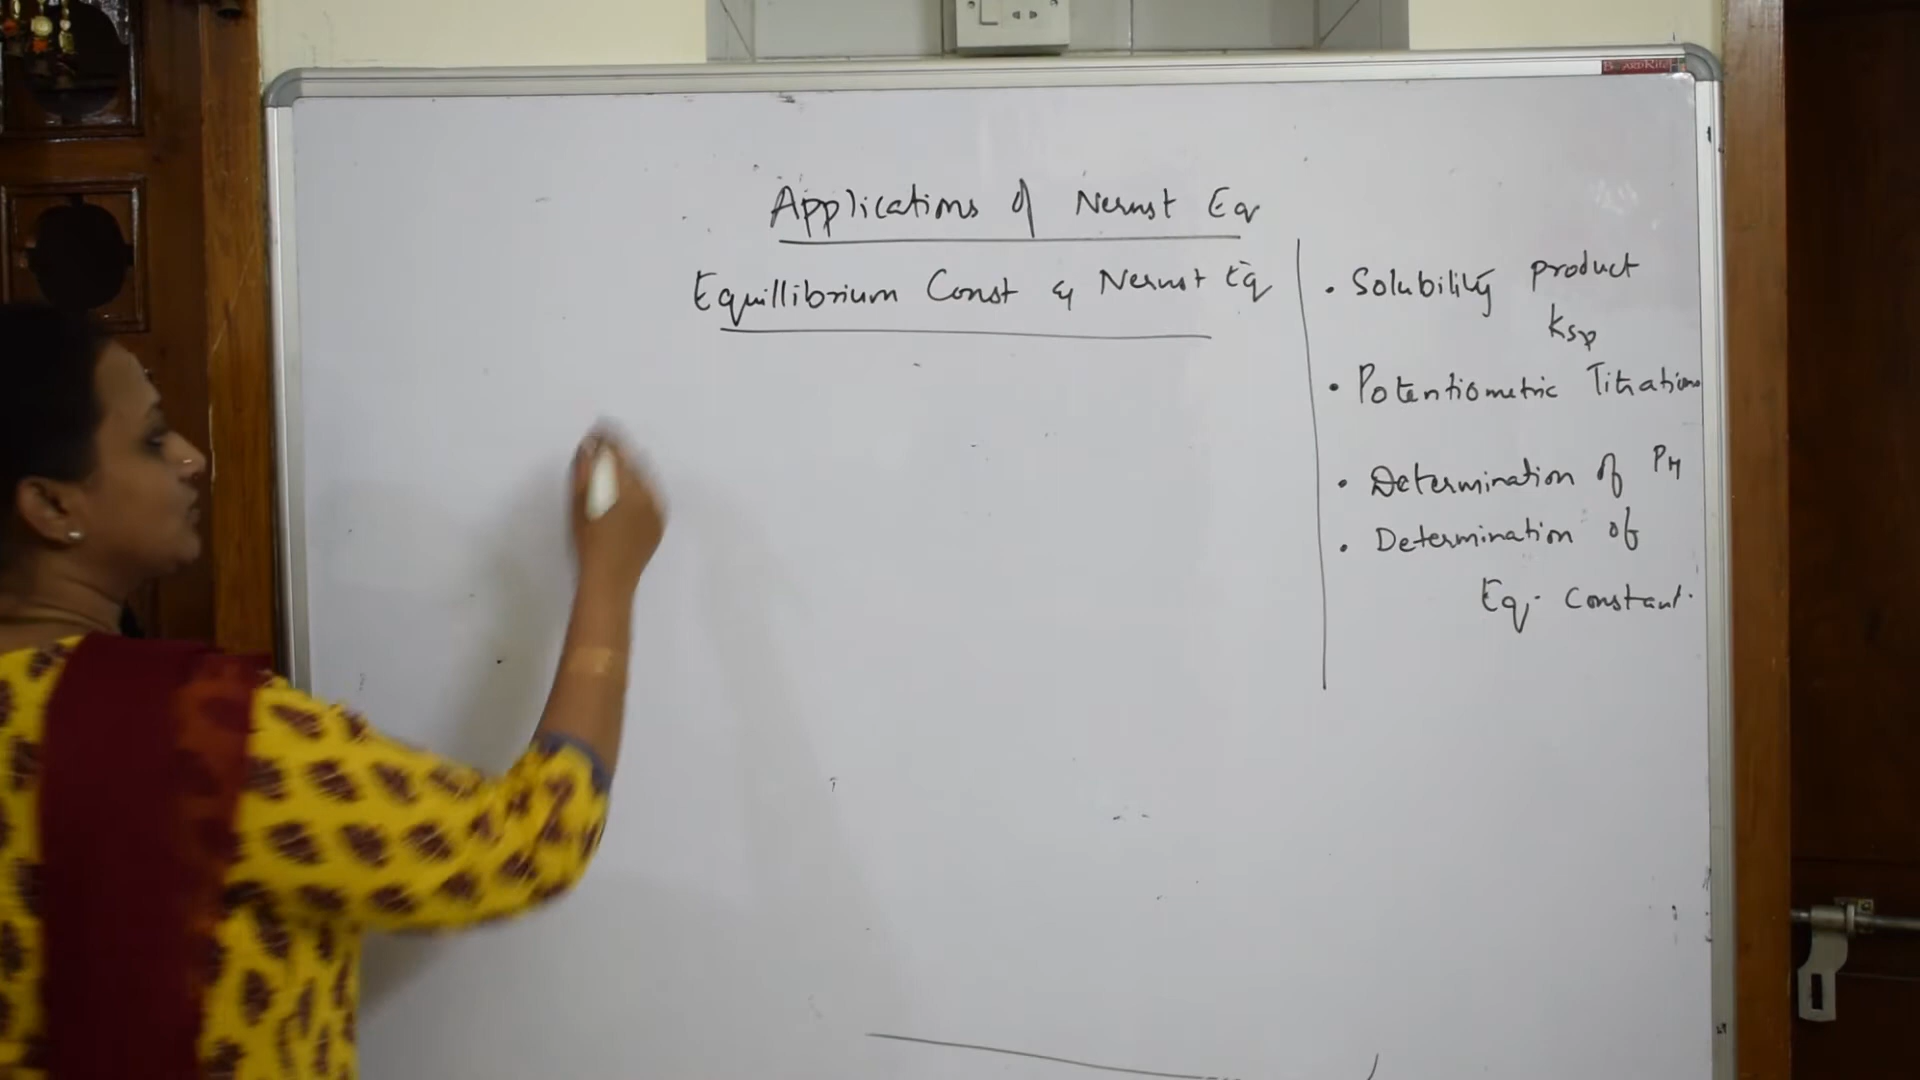 Applications of Nernst Eq
Equillibrium Const & Nernst Eq
• Solubility product
Ksp
• Potentiometric Titrations
• Determination of PH
• Determination of
Eq. Constant.